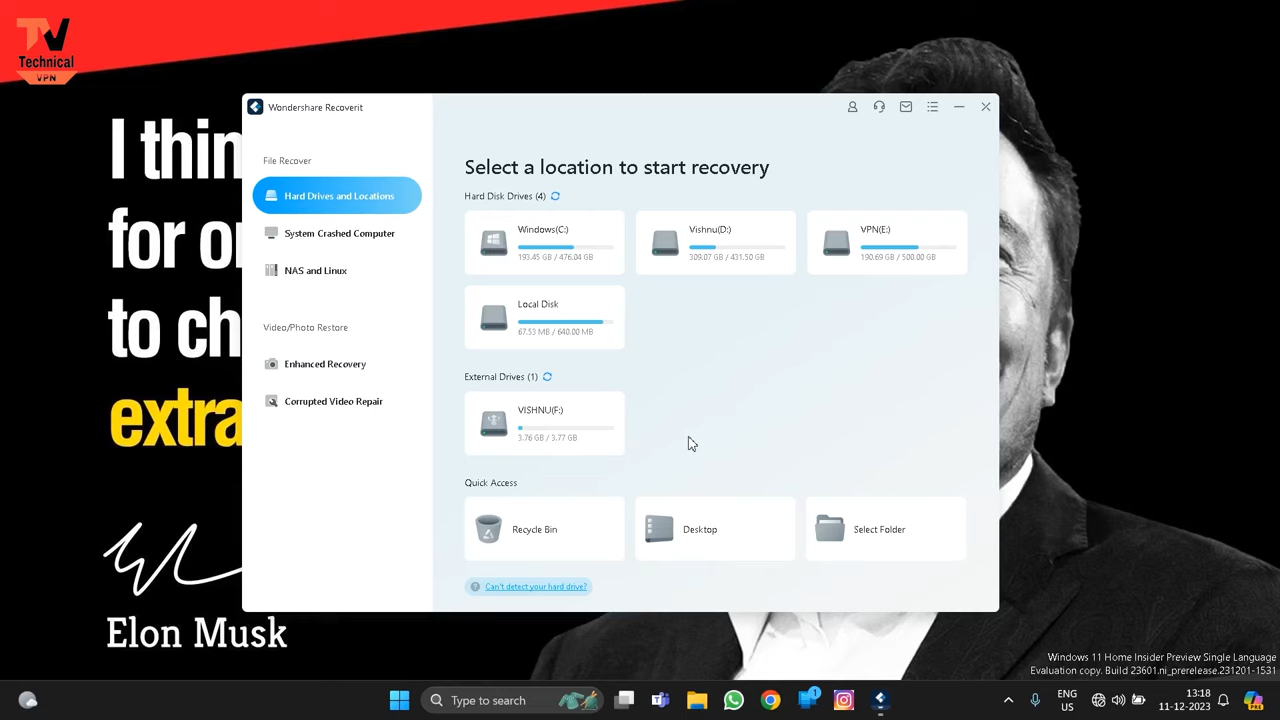 TV
Technical
VPN
I thin
for or
to ch
extra
Elon Musk
Wondershare Recoverit
File Recover
Hard Drives and Locations
System Crashed Computer
NAS and Linux
Video/Photo Restore
Enhanced Recovery
Corrupted Video Repair
Select a location to start recovery
Hard Disk Drives (4)
Windows(C:)
193.45 GB / 476.04 GB
Vishnu(D:)
309.07 GB / 431.50 GB
VPN(E:)
190.69 GB / 500.00 GB
Local Disk
67.53 MB / 640.00 MB
External Drives (1)
VISHNU(F:)
3.76 GB / 3.77 GB
Quick Access
Recycle Bin
Desktop
Select Folder
Can't detect your hard drive?
Windows 11 Home Insider Preview Single Language
Evaluation copy. Build 23601.ni_prerelease.231201-1531
Type to search
1
ENG
US
13:18
11-12-2023
PRE